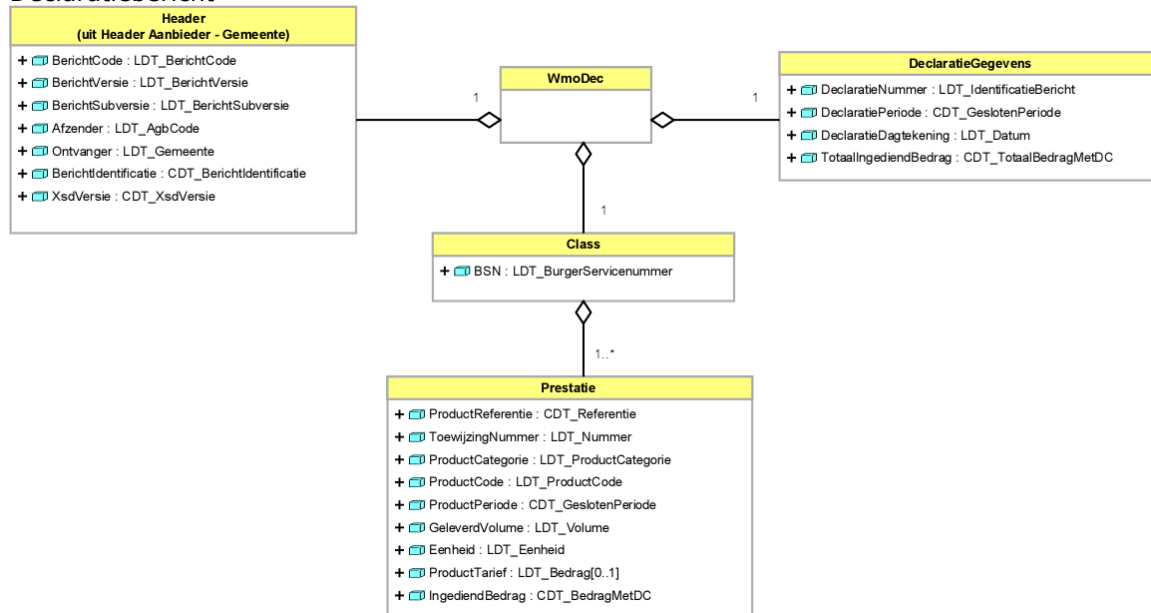 Declaratiebericht
Header
(uit Header Aanbieder - Gemeente)
+ BerichtCode : LDT_BerichtCode
+ BerichtVersie : LDT_BerichtVersie
+ BerichtSubversie : LDT_BerichtSubversie
+ Afzender : LDT_AgbCode
+ Ontvanger : LDT_Gemeente
+ BerichtIdentificatie : CDT_BerichtIdentificatie
+ XsdVersie : CDT_XsdVersie
1
WmoDec
1
DeclaratieGegevens
+ DeclaratieNummer : LDT_IdentificatieBericht
+ DeclaratiePeriode : CDT_GeslotenPeriode
+ DeclaratieDagtekening : LDT_Datum
+ TotaalIngediendBedrag : CDT_TotaalBedragMetDC
1
Class
+ BSN : LDT_BurgerServicenummer
1..*
Prestatie
+ ProductReferentie : CDT_Referentie
+ ToewijzingNummer : LDT_Nummer
+ ProductCategorie : LDT_ProductCategorie
+ ProductCode : LDT_ProductCode
+ ProductPeriode : CDT_GeslotenPeriode
+ GeleverdVolume : LDT_Volume
+ Eenheid : LDT_Eenheid
+ ProductTarief : LDT_Bedrag[0..1]
+ IngediendBedrag : CDT_BedragMetDC